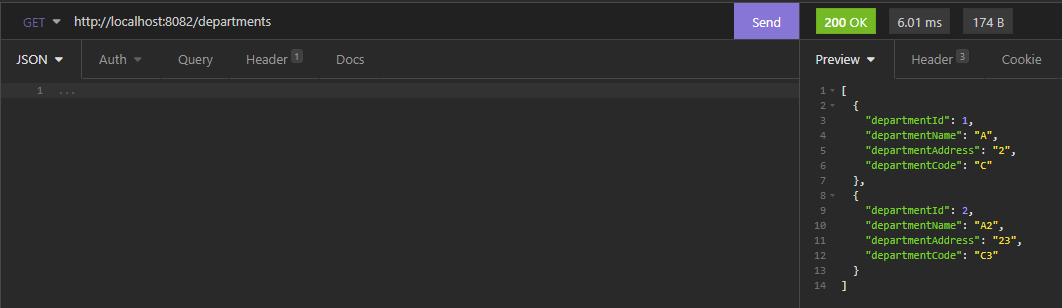 GET http://localhost:8082/departments Send 200 OK 6.01 ms 174 B
JSON Auth Query Header 1 Docs Preview Header 3 Cookie
1 ...
1 [
2 {
3 "departmentId": 1,
4 "departmentName": "A",
5 "departmentAddress": "2",
6 "departmentCode": "C"
7 },
8 {
9 "departmentId": 2,
10 "departmentName": "A2",
11 "departmentAddress": "23",
12 "departmentCode": "C3"
13 }
14 ]